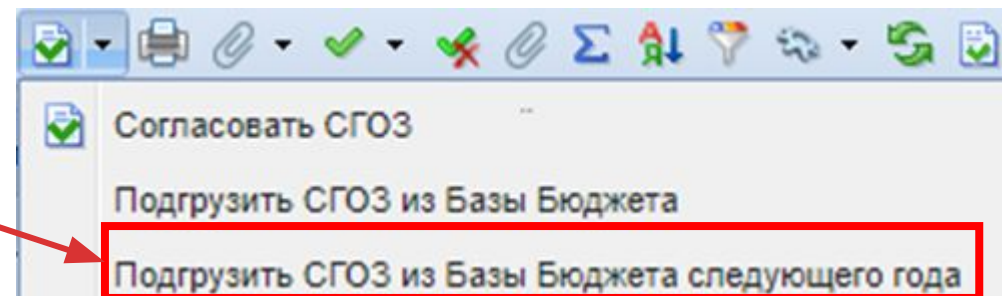 Согласовать СГОЗ
Подгрузить СГОЗ из Базы Бюджета
Подгрузить СГОЗ из Базы Бюджета следующего года